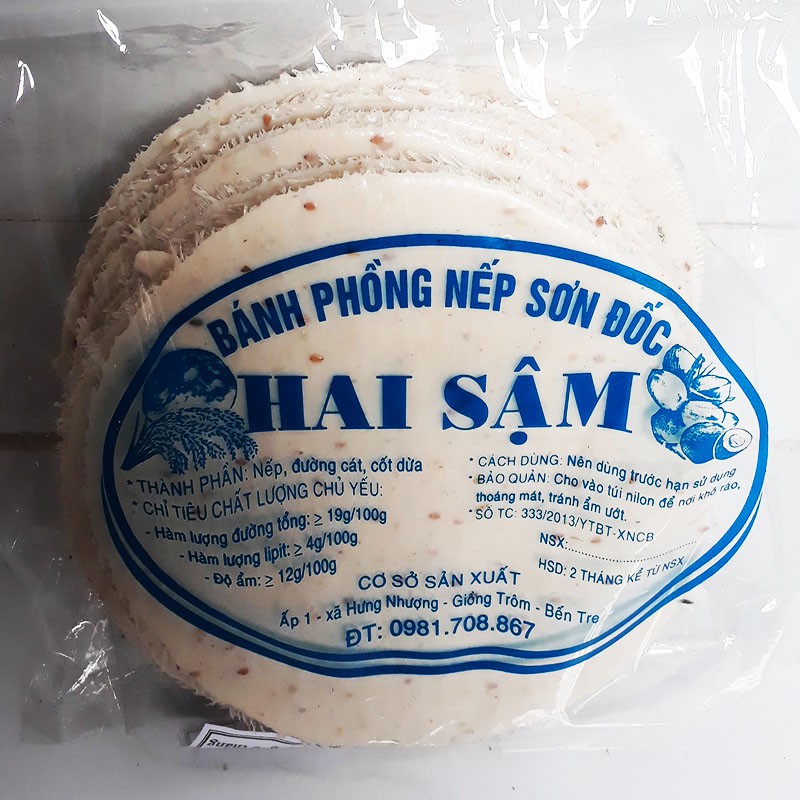 BÁNH PHỒNG NẾP SƠN ĐỐC
HAI SẬM
* THÀNH PHẦN: Nếp, đường cát, cốt dừa
* CHỈ TIÊU CHẤT LƯỢNG CHỦ YẾU:
- Hàm lượng đường tổng: ≥ 19g/100g
- Hàm lượng lipit: ≥ 4g/100g
- Độ ẩm: ≥ 12g/100g
* CÁCH DÙNG: Nên dùng trước hạn sử dụng
* BẢO QUẢN: Cho vào túi nilon để nơi khô ráo,
thoáng mát, tránh ẩm ướt.
* SỐ TC: 333/2013/YTBT-XNCB
NSX:
HSD: 2 THÁNG KỂ TỪ NSX
CƠ SỞ SẢN XUẤT
Ấp 1 - xã Hưng Nhượng - Giồng Trôm - Bến Tre
ĐT: 0981.708.867